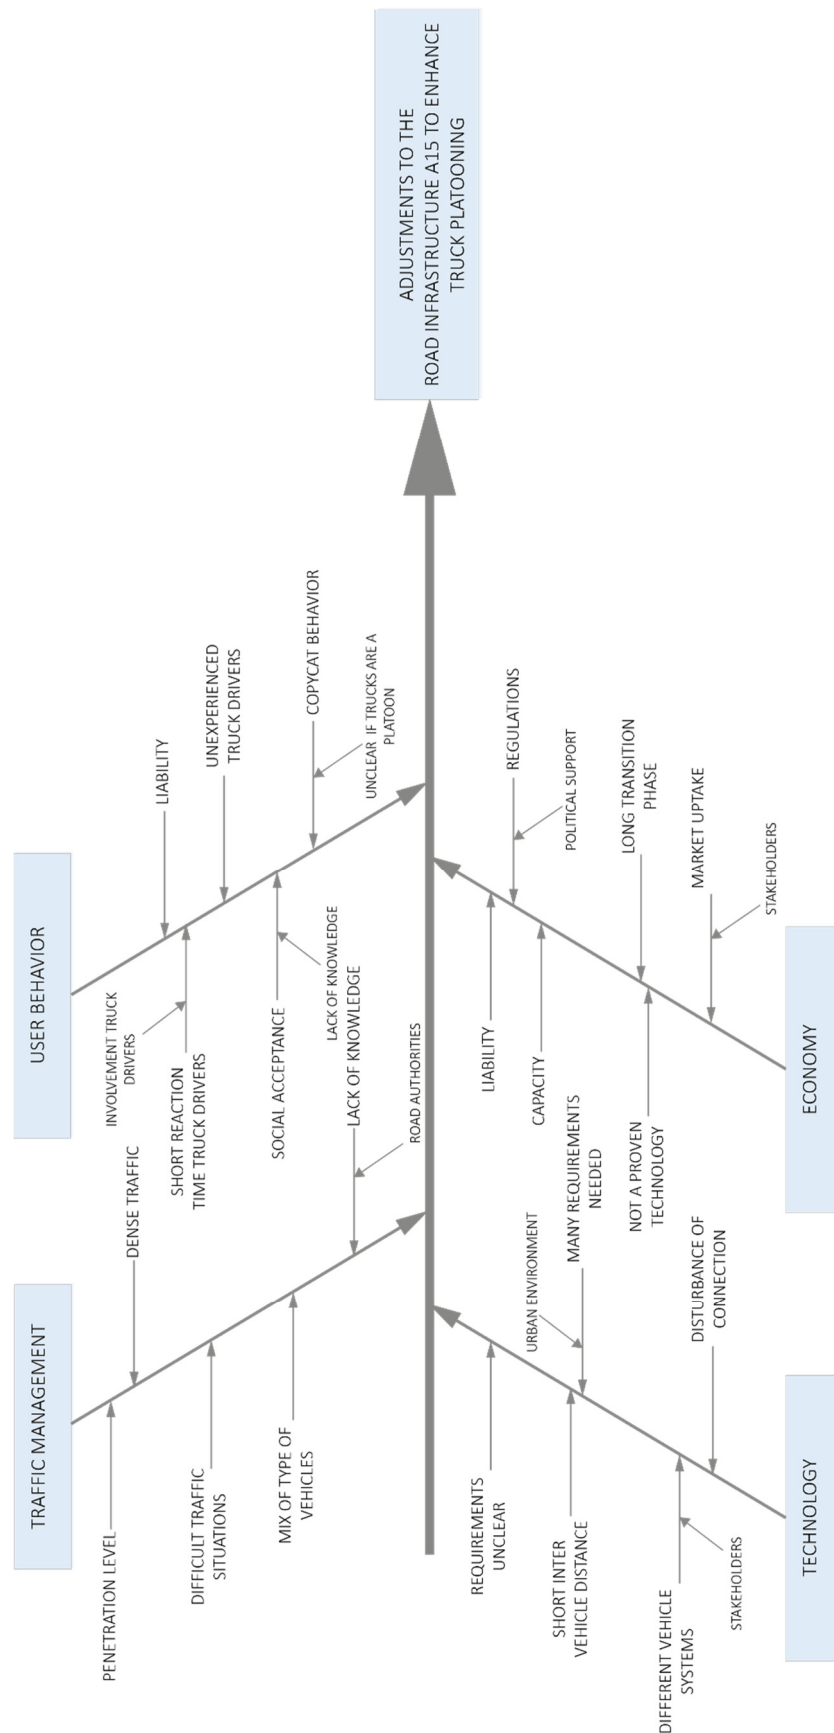 TRAFFIC MANAGEMENT
PENETRATION LEVEL
DENSE TRAFFIC
DIFFICULT TRAFFIC
SITUATIONS
MIX OF TYPE OF
VEHICLES
LACK OF KNOWLEDGE
ROAD AUTHORITIES
USER BEHAVIOR
LIABILITY
INVOLVEMENT TRUCK
DRIVERS
SHORT REACTION
TIME TRUCK DRIVERS
UNEXPERIENCED
TRUCK DRIVERS
SOCIAL ACCEPTANCE
LACK OF KNOWLEDGE
COPYCAT BEHAVIOR
UNCLEAR IF TRUCKS ARE A
PLATOON
ADJUSTMENTS TO THE
ROAD INFRASTRUCTURE A15 TO ENHANCE
TRUCK PLATOONING
REQUIREMENTS
UNCLEAR
URBAN ENVIRONMENT
MANY REQUIREMENTS
NEEDED
SHORT INTER
VEHICLE DISTANCE
DIFFERENT VEHICLE
SYSTEMS
STAKEHOLDERS
DISTURBANCE OF
CONNECTION
TECHNOLOGY
LIABILITY
REGULATIONS
POLITICAL SUPPORT
CAPACITY
LONG TRANSITION
PHASE
NOT A PROVEN
TECHNOLOGY
MARKET UPTAKE
STAKEHOLDERS
ECONOMY